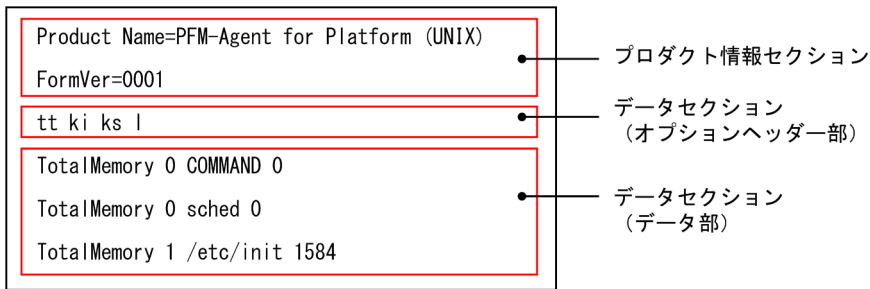 Product Name=PFM-Agent for Platform (UNIX)
FormVer=0001
プロダクト情報セクション
tt ki ks l
データセクション
（オプションヘッダー部）
TotalMemory 0 COMMAND 0
TotalMemory 0 sched 0
TotalMemory 1 /etc/init 1584
データセクション
（データ部）